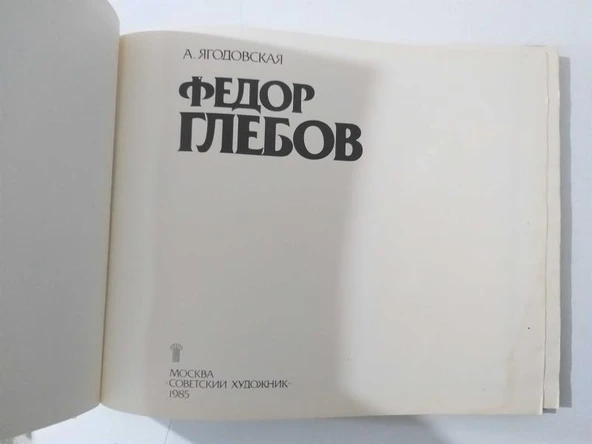 А. ЯГОДОВСКАЯ
ФЕДОР
ГЛЕБОВ
МОСКВА
«СОВЕТСКИЙ ХУДОЖНИК»
1985